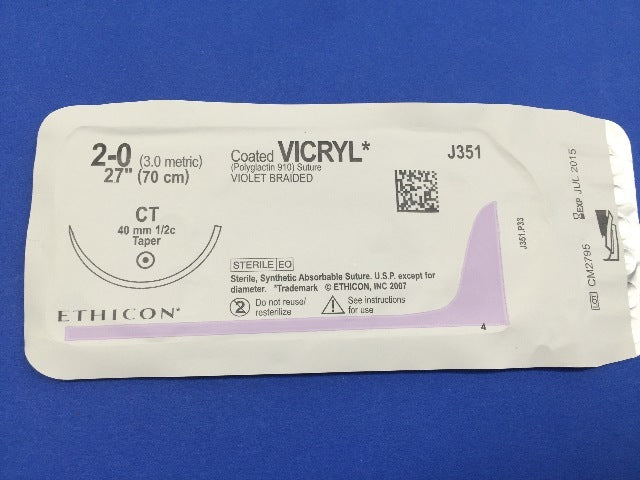 2-0 (3.0 metric)
27" (70 cm)
Coated VICRYL*
(Polyglactin 910) Suture
VIOLET BRAIDED
J351
CT
40 mm 1/2c
Taper
STERILE EO
Sterile, Synthetic Absorbable Suture. U.S.P. except for
diameter. *Trademark © ETHICON, INC 2007
2 Do not reuse/
resterilize
See instructions
for use
ETHICON*
4
J351.P33
EXP JUL 2015
LOT CM2795